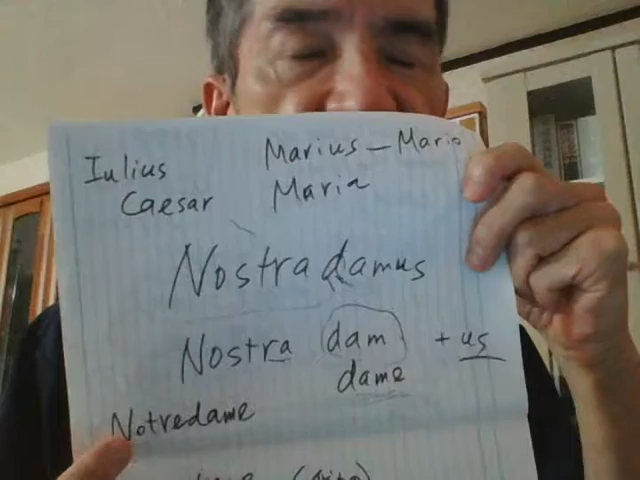 Iulius
Caesar
Marius - Mario
Maria
Nostradamus
Nostra dam + us
dame
Notredame